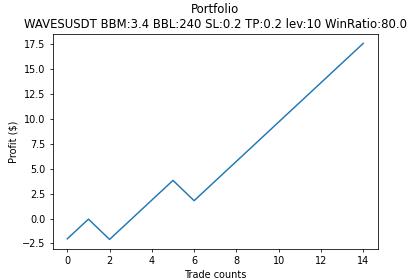 Portfolio
WAVESUSDT BBM:3.4 BBL:240 SL:0.2 TP:0.2 lev:10 WinRatio:80.0
17.5
15.0
12.5
10.0
7.5
5.0
2.5
0.0
−2.5
Profit ($)
0 2 4 6 8 10 12 14
Trade counts